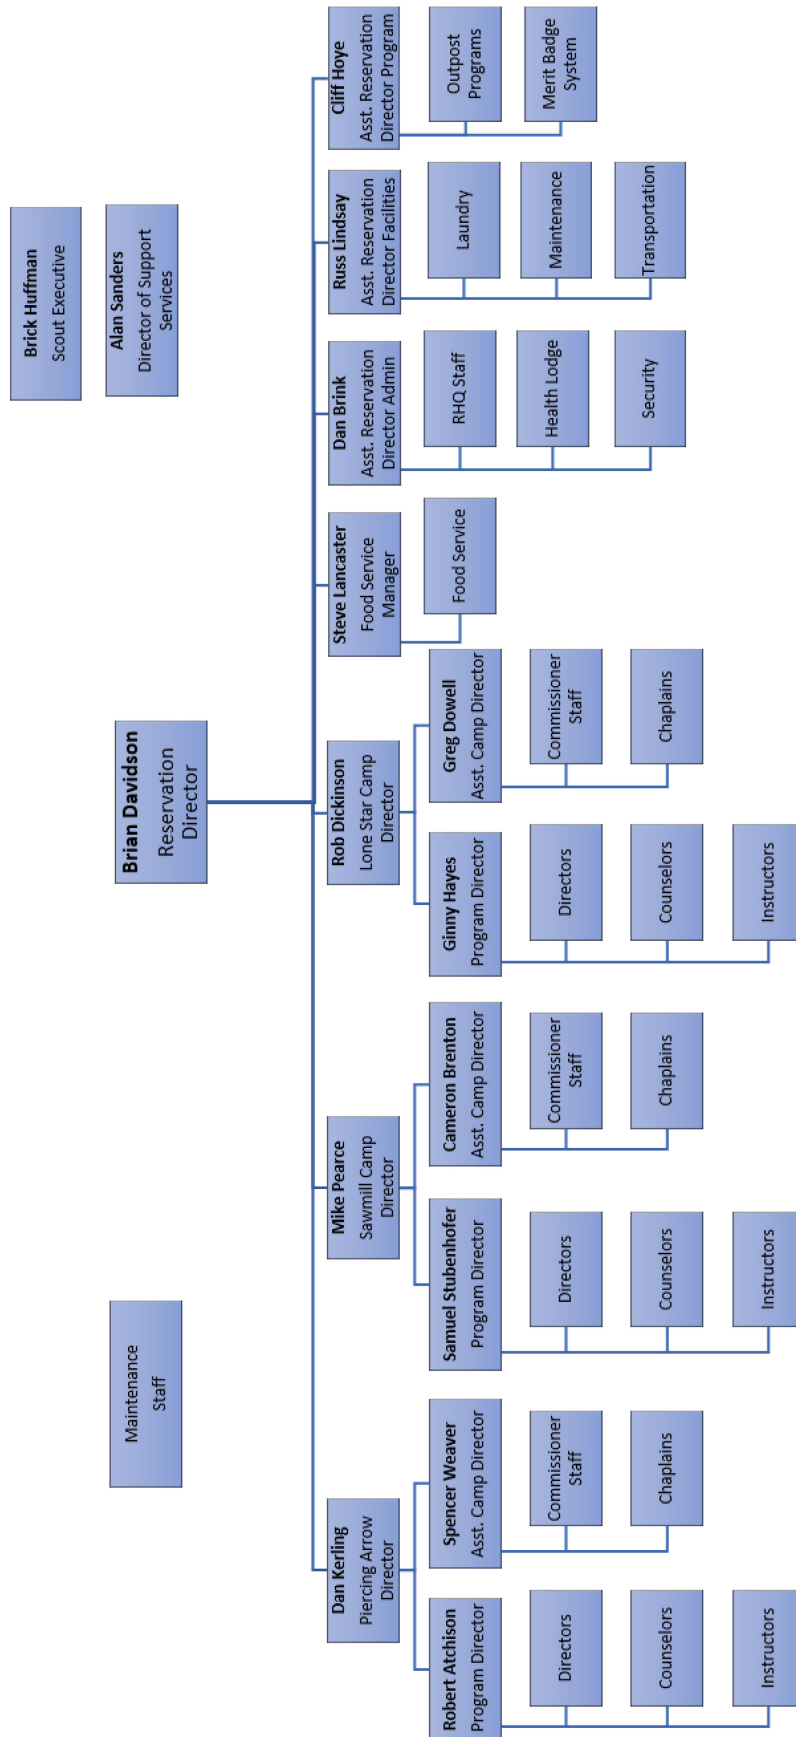 Brick Huffman
Scout Executive
Alan Sanders
Director of Support
Services
Maintenance
Staff
Brian Davidson
Reservation
Director
Dan Kerling
Piercing Arrow
Director
Mike Pearce
Sawmill Camp
Director
Rob Dickinson
Lone Star Camp
Director
Steve Lancaster
Food Service
Manager
Dan Brink
Asst. Reservation
Director Admin
Russ Lindsay
Asst. Reservation
Director Facilities
Cliff Hoye
Asst. Reservation
Director Program
Robert Atchison
Program Director
Directors
Counselors
Instructors
Spencer Weaver
Asst. Camp Director
Commissioner
Staff
Chaplains
Samuel Stubenhofer
Program Director
Directors
Counselors
Instructors
Cameron Brenton
Asst. Camp Director
Commissioner
Staff
Chaplains
Ginny Hayes
Program Director
Directors
Counselors
Instructors
Greg Dowell
Asst. Camp Director
Commissioner
Staff
Chaplains
Food Service
RHQ Staff
Health Lodge
Security
Laundry
Maintenance
Transportation
Outpost
Programs
Merit Badge
System